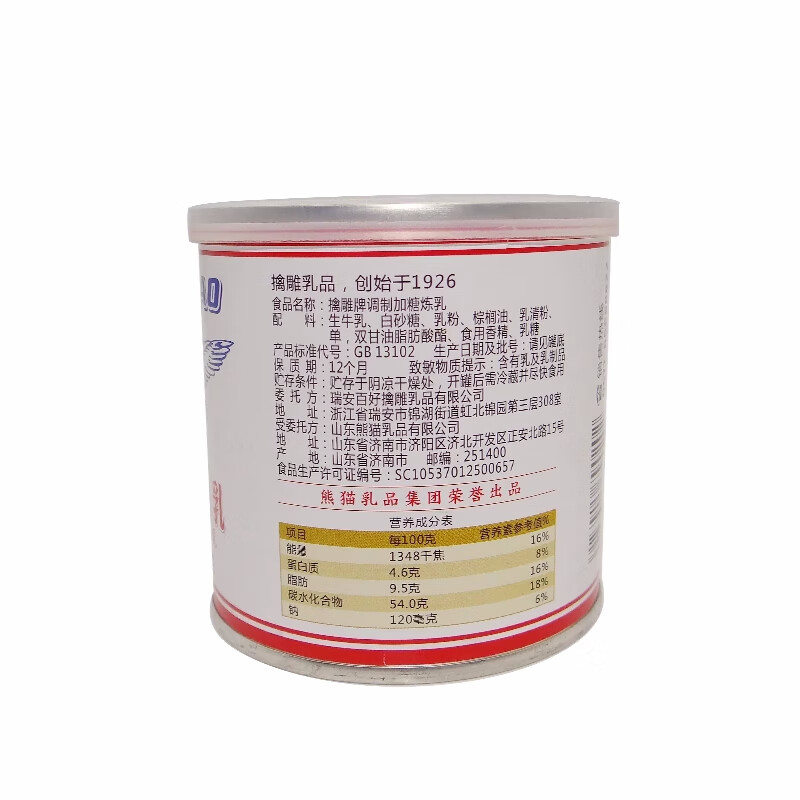 擒雕乳品，创始于1926
食品名称：擒雕牌调制加糖炼乳
配 料：生牛乳、白砂糖、乳粉、棕榈油、乳清粉、
单，双甘油脂肪酸酯、食用香精、乳糖
产品标准代号：GB 13102 生产日期及批号：请见罐底
保 质 期：12个月 致敏物质提示：含有乳及乳制品
贮存条件：贮存于阴凉干燥处，开罐后需冷藏并尽快食用
委 托 方：瑞安百好擒雕乳品有限公司
地 址：浙江省瑞安市锦湖街道虹北锦园第三层308室
受委托方：山东熊猫乳品有限公司
地 址：山东省济南市济阳区济北开发区正安北路15号
产 地：山东省济南市 邮编：251400
食品生产许可证编号：SC10537012500657
熊猫乳品集团荣誉出品
营养成分表
项目 每100克 营养素参考值%
能量 1348千焦 16%
蛋白质 4.6克 8%
脂肪 9.5克 16%
碳水化合物 54.0克 18%
钠 120毫克 6%
乳